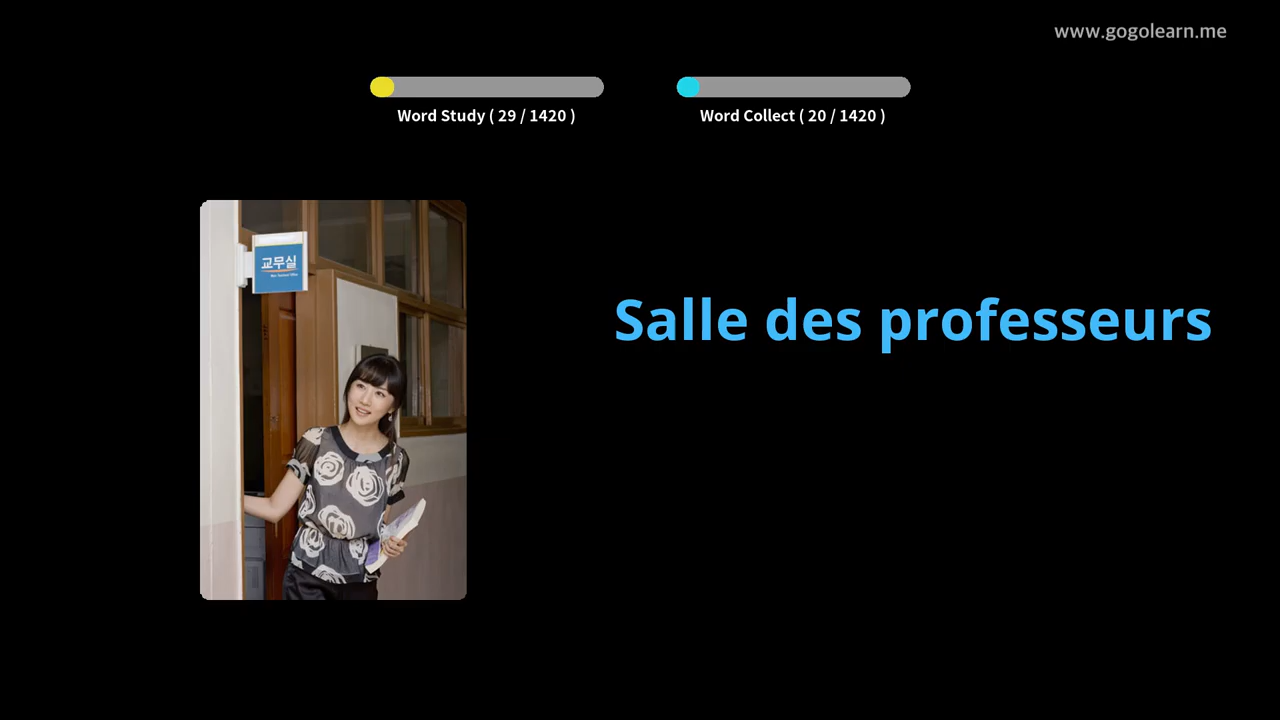 www.gogolearn.me
Word Study ( 29 / 1420 )
Word Collect ( 20 / 1420 )
교무실
Salle des professeurs